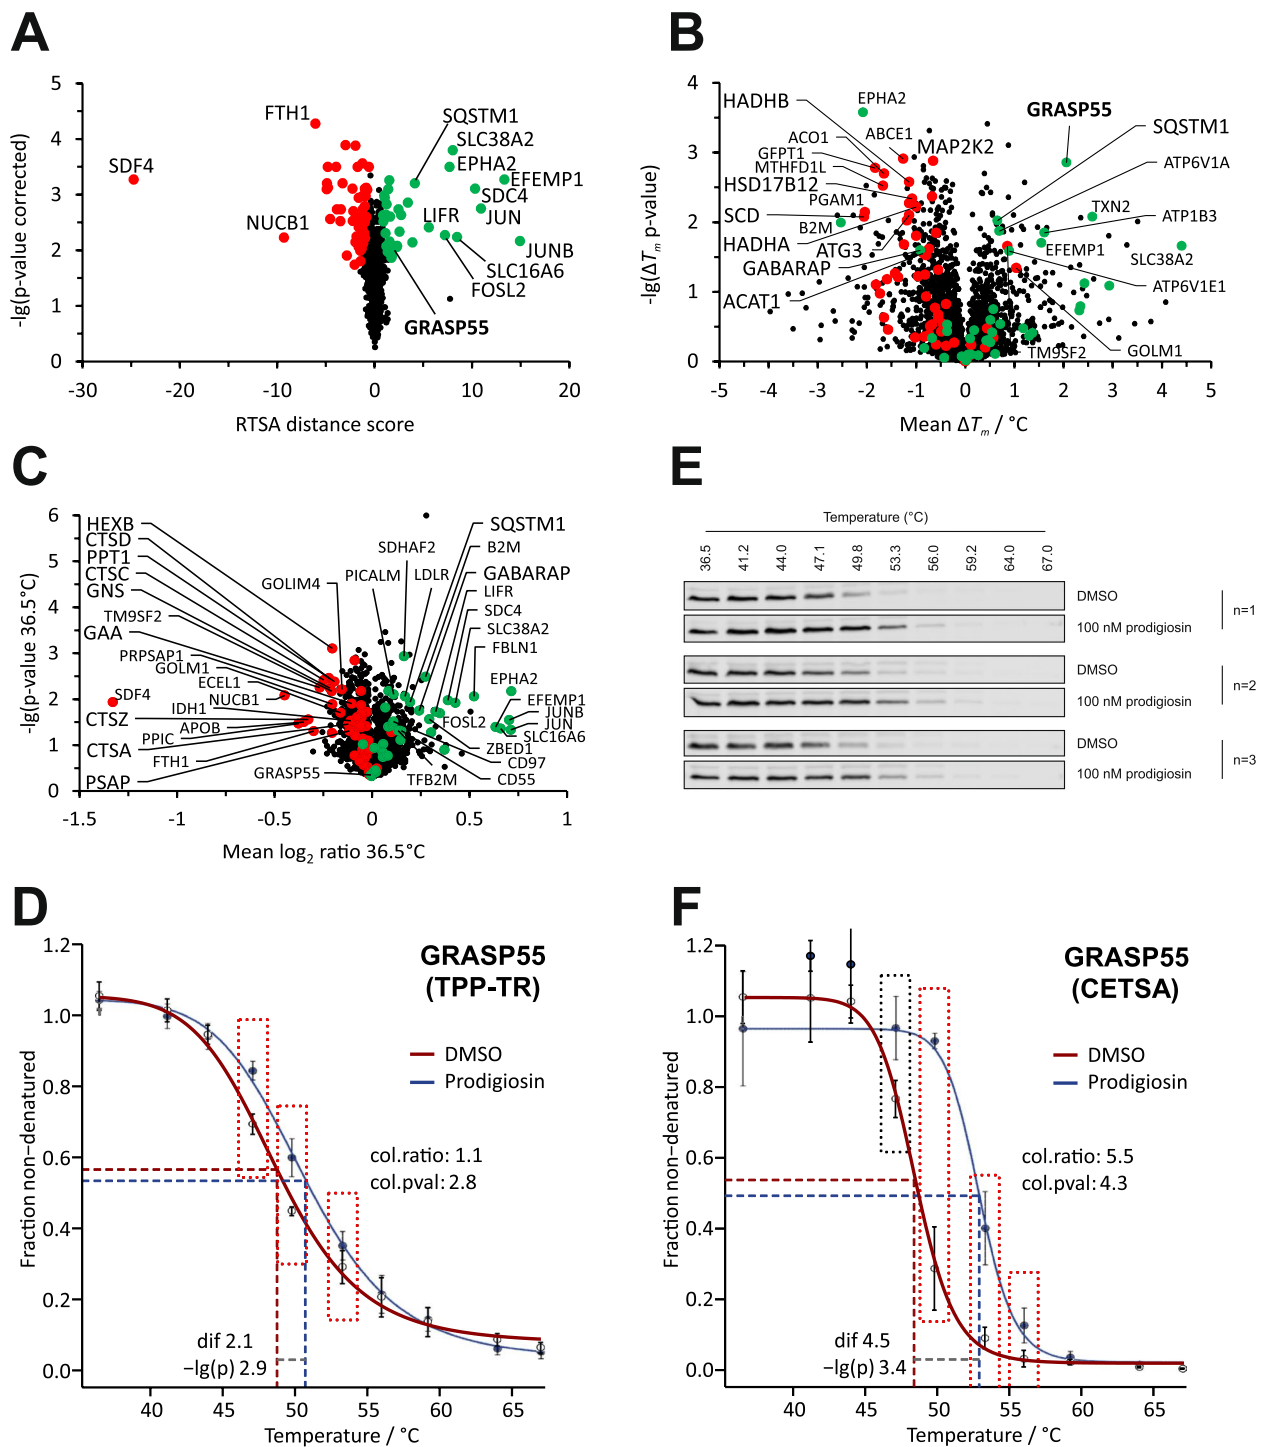 A
5
4
3
2
1
0
-30
-20
-10
0
10
20
-lg(p-value corrected)
RTSA distance score
FTH1
SDF4
NUCB1
SQSTM1
SLC38A2
EPHA2
EFEMP1
SDC4
LIFR
JUN
JUNB
SLC16A6
FOSL2
GRASP55
B
4
3
2
1
0
-5
-4
-3
-2
-1
0
1
2
3
4
5
-lg(ΔTm p-value)
Mean ΔTm / °C
HADHB
EPHA2
ACO1
ABCE1
GFPT1
MAP2K2
MTHFD1L
HSD17B12
PGAM1
SCD
B2M
HADHA
ATG3
GABARAP
ACAT1
GRASP55
SQSTM1
ATP6V1A
TXN2
ATP1B3
EFEMP1
SLC38A2
ATP6V1E1
TM9SF2
GOLM1
C
6
5
4
3
2
1
0
-1.5
-1
-0.5
0
0.5
1
-lg(p-value 36.5°C)
Mean log2 ratio 36.5°C
HEXB
CTSD
PPT1
CTSC
GNS
TM9SF2
GAA
PRPSAP1
GOLM1
ECEL1
SDF4
NUCB1
IDH1
CTSZ
APOB
PPIC
CTSA
FTH1
PSAP
GRASP55
GOLIM4
PICALM
SDHAF2
LDLR
SQSTM1
B2M
GABARAP
LIFR
SDC4
SLC38A2
FBLN1
EPHA2
EFEMP1
JUNB
JUN
SLC16A6
FOSL2
ZBED1
CD97
CD55
TFB2M
E
Temperature (°C)
36.5
41.2
44.0
47.1
49.8
53.3
56.0
59.2
64.0
67.0
DMSO
100 nM prodigiosin
n=1
DMSO
100 nM prodigiosin
n=2
DMSO
100 nM prodigiosin
n=3
D
GRASP55
(TPP-TR)
1.2
1.0
0.8
0.6
0.4
0.2
0.0
40
45
50
55
60
65
Fraction non−denatured
Temperature / °C
DMSO
Prodigiosin
col.ratio: 1.1
col.pval: 2.8
dif 2.1
−lg(p) 2.9
F
GRASP55
(CETSA)
1.2
1.0
0.8
0.6
0.4
0.2
0.0
40
45
50
55
60
65
Fraction non−denatured
Temperature / °C
DMSO
Prodigiosin
col.ratio: 5.5
col.pval: 4.3
dif 4.5
−lg(p) 3.4